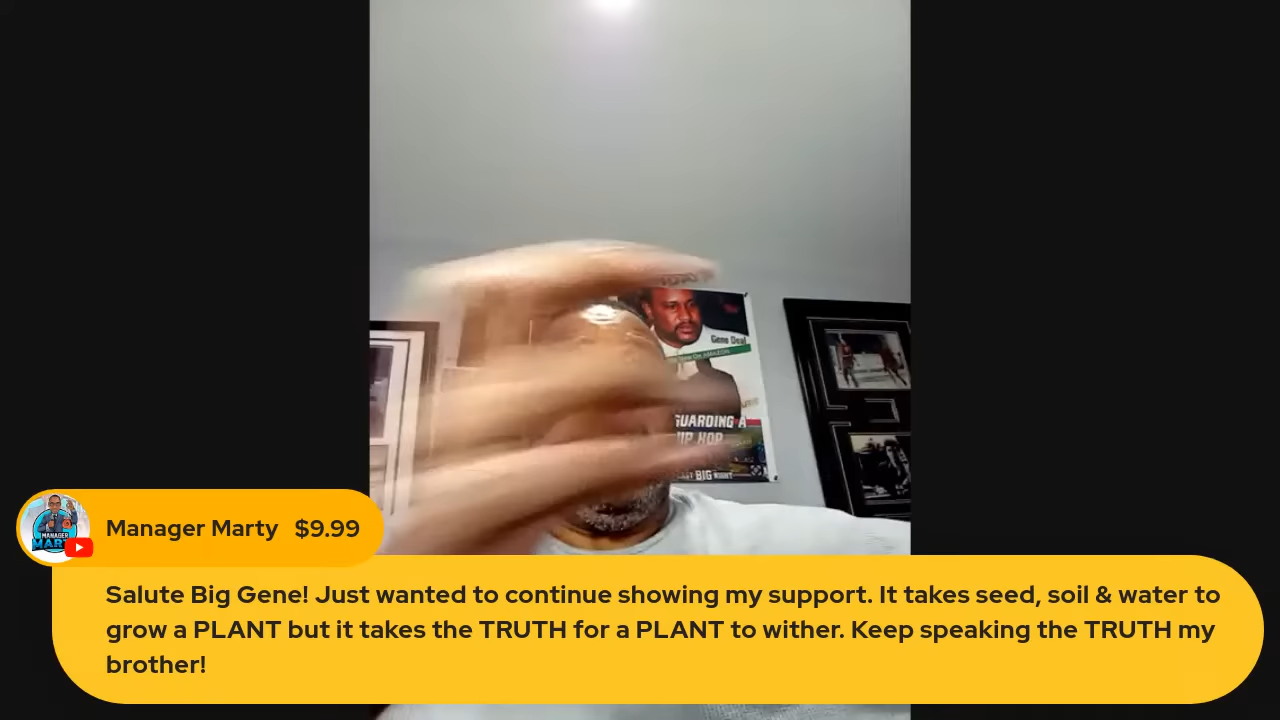 Gene Deal
GUARDING A
HIP HOP
BIG
Manager Marty $9.99
MANAGER
Salute Big Gene! Just wanted to continue showing my support. It takes seed, soil & water to
grow a PLANT but it takes the TRUTH for a PLANT to wither. Keep speaking the TRUTH my
brother!